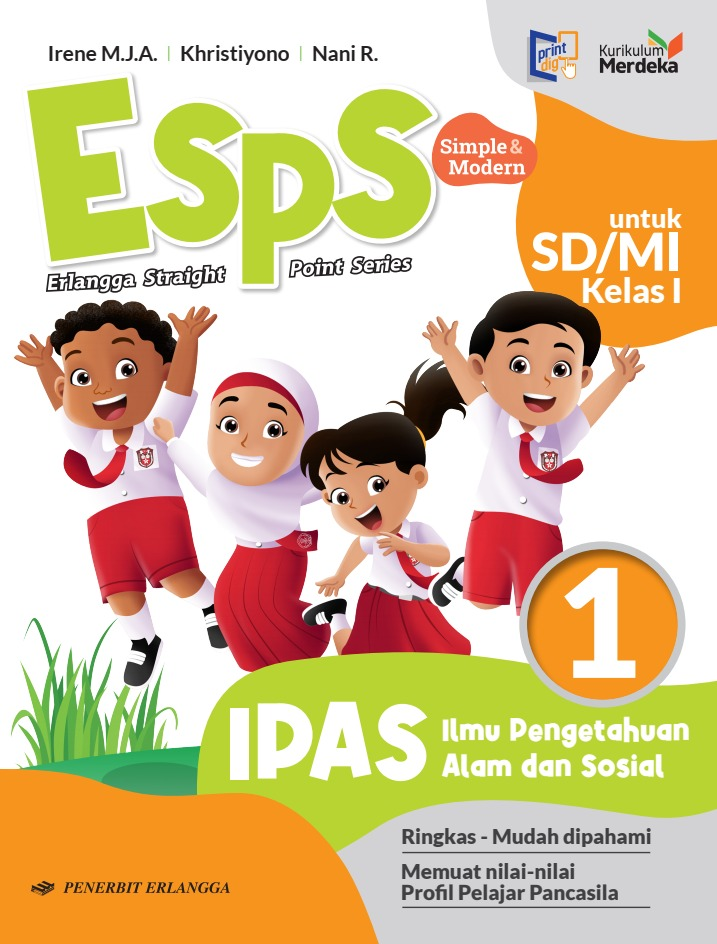 Irene M.J.A. | Khristiyono | Nani R.
print
dig
Kurikulum
Merdeka
ESPS
Simple &
Modern
Erlangga Straight Point Series
untuk
SD/MI
Kelas I
1
IPAS
Ilmu Pengetahuan
Alam dan Sosial
Ringkas - Mudah dipahami
Memuat nilai-nilai
Profil Pelajar Pancasila
PENERBIT ERLANGGA